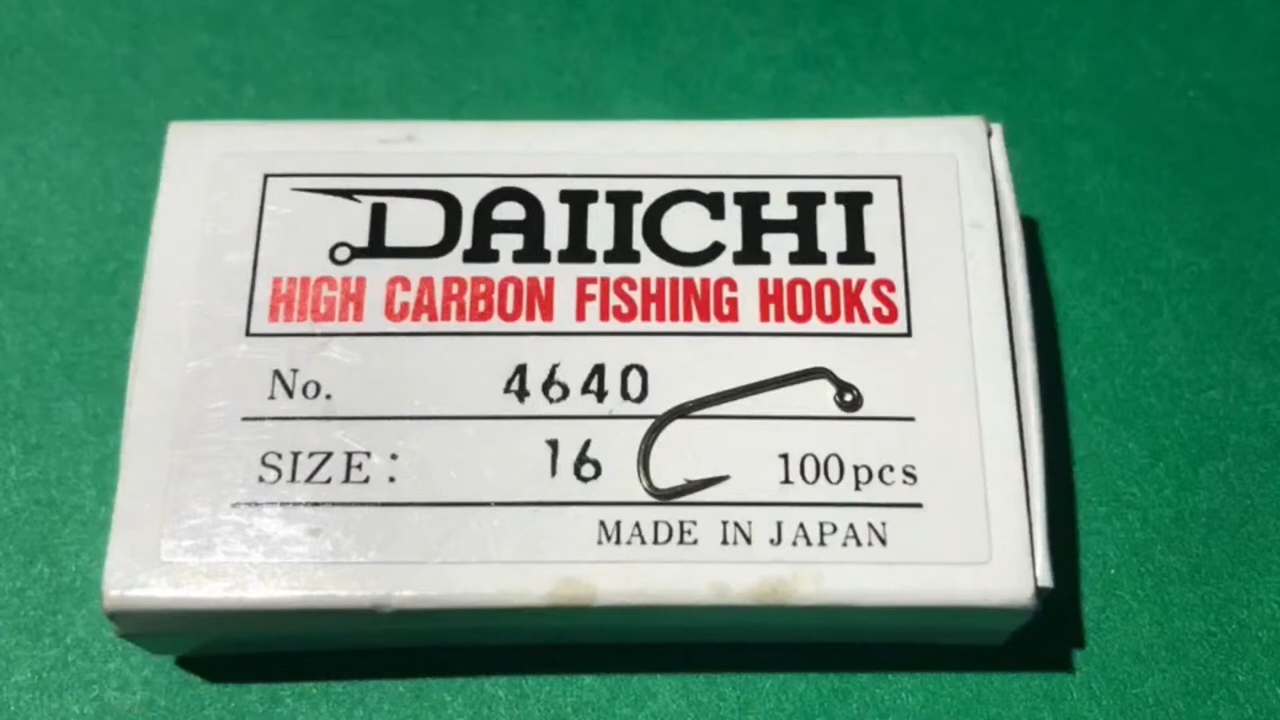 DAIICHI
HIGH CARBON FISHING HOOKS
No. 4640
SIZE: 16 100pcs
MADE IN JAPAN